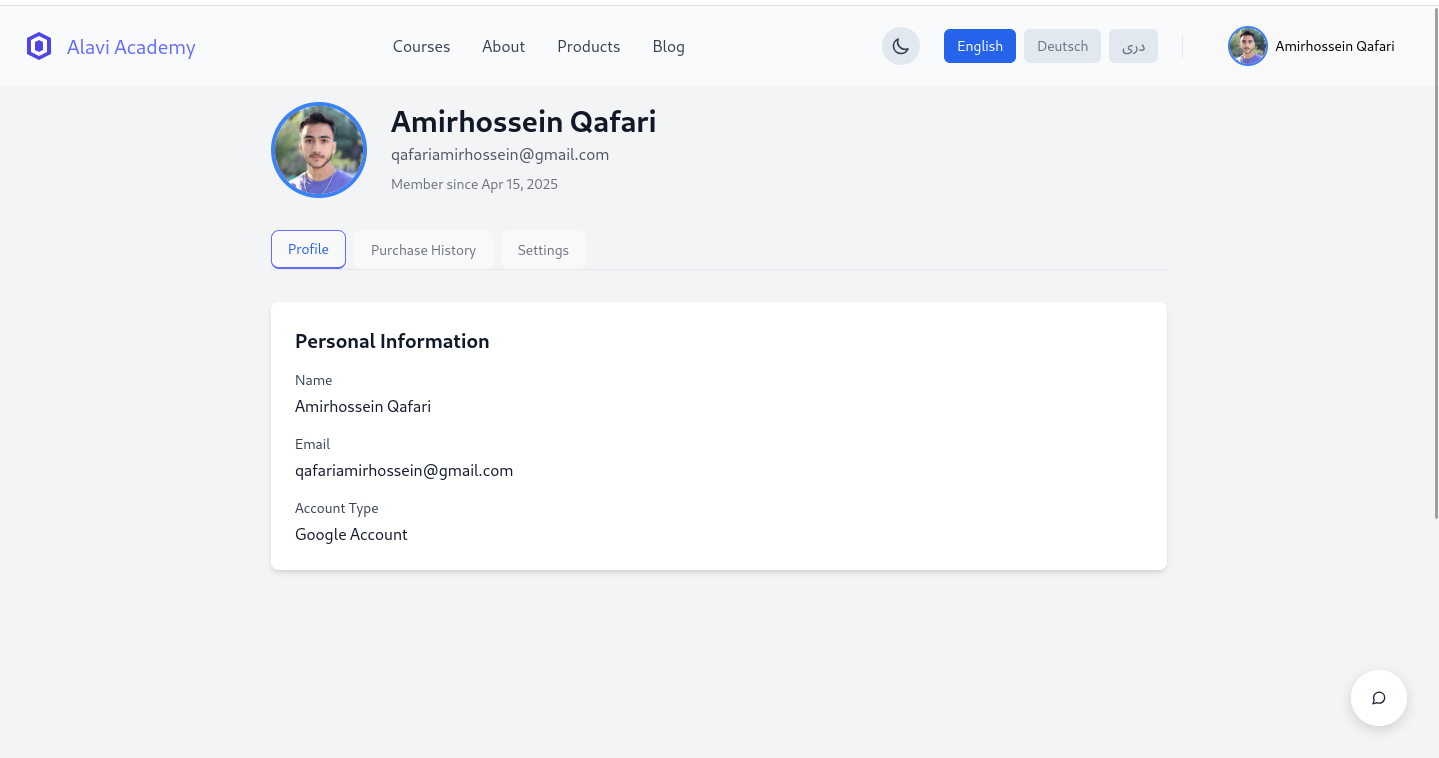 Alavi Academy
Courses About Products Blog
English Deutsch دری
Amirhossein Qafari
Amirhossein Qafari
qafariamirhossein@gmail.com
Member since Apr 15, 2025
Profile Purchase History Settings
Personal Information
Name
Amirhossein Qafari
Email
qafariamirhossein@gmail.com
Account Type
Google Account